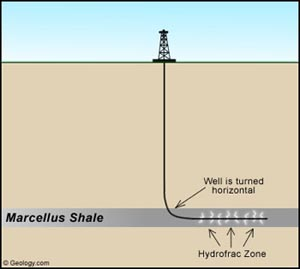 Well is turned
horizontal
Marcellus Shale
Hydrofrac Zone
© Geology.com